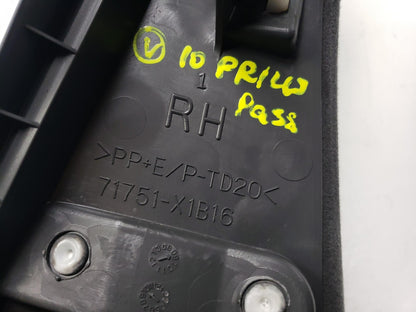 V 10 PRIUS
1 Pass
RH
>PP+E/P-TD20<
71751-X1B16